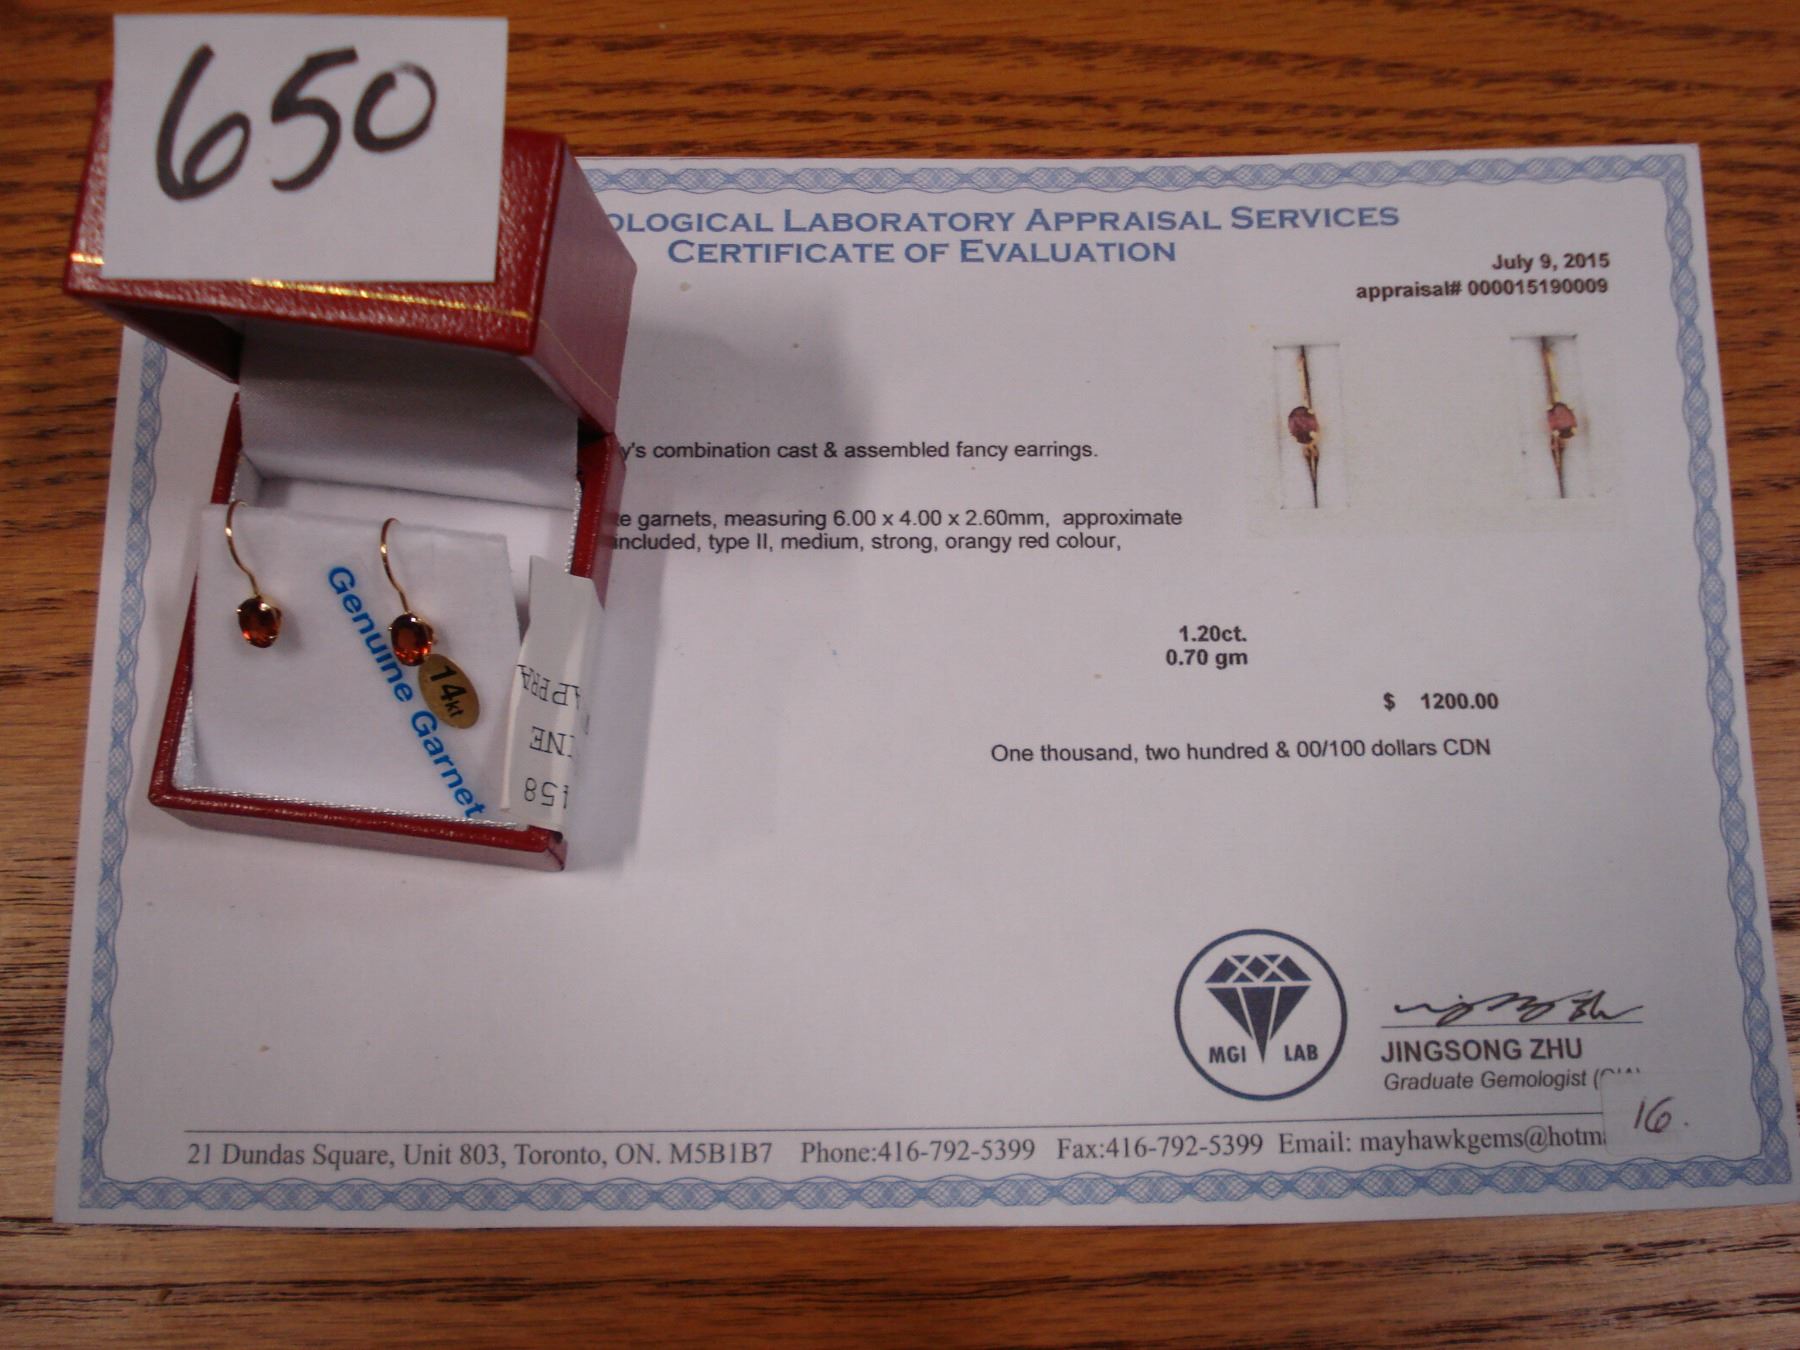 650
OLOGICAL LABORATORY APPRAISAL SERVICES
CERTIFICATE OF EVALUATION
July 9, 2015
appraisal# 000015190009
y's combination cast & assembled fancy earrings.
garnets, measuring 6.00 x 4.00 x 2.60mm, approximate
included, type II, medium, strong, orangy red colour,
1.20ct.
0.70 gm
$ 1200.00
One thousand, two hundred & 00/100 dollars CDN
Genuine Garnet
14kt
APPRA
INE
458
MGI LAB
JINGSONG ZHU
Graduate Gemologist
16.
21 Dundas Square, Unit 803, Toronto, ON. M5B1B7 Phone:416-792-5399 Fax:416-792-5399 Email: mayhawkgems@hotm